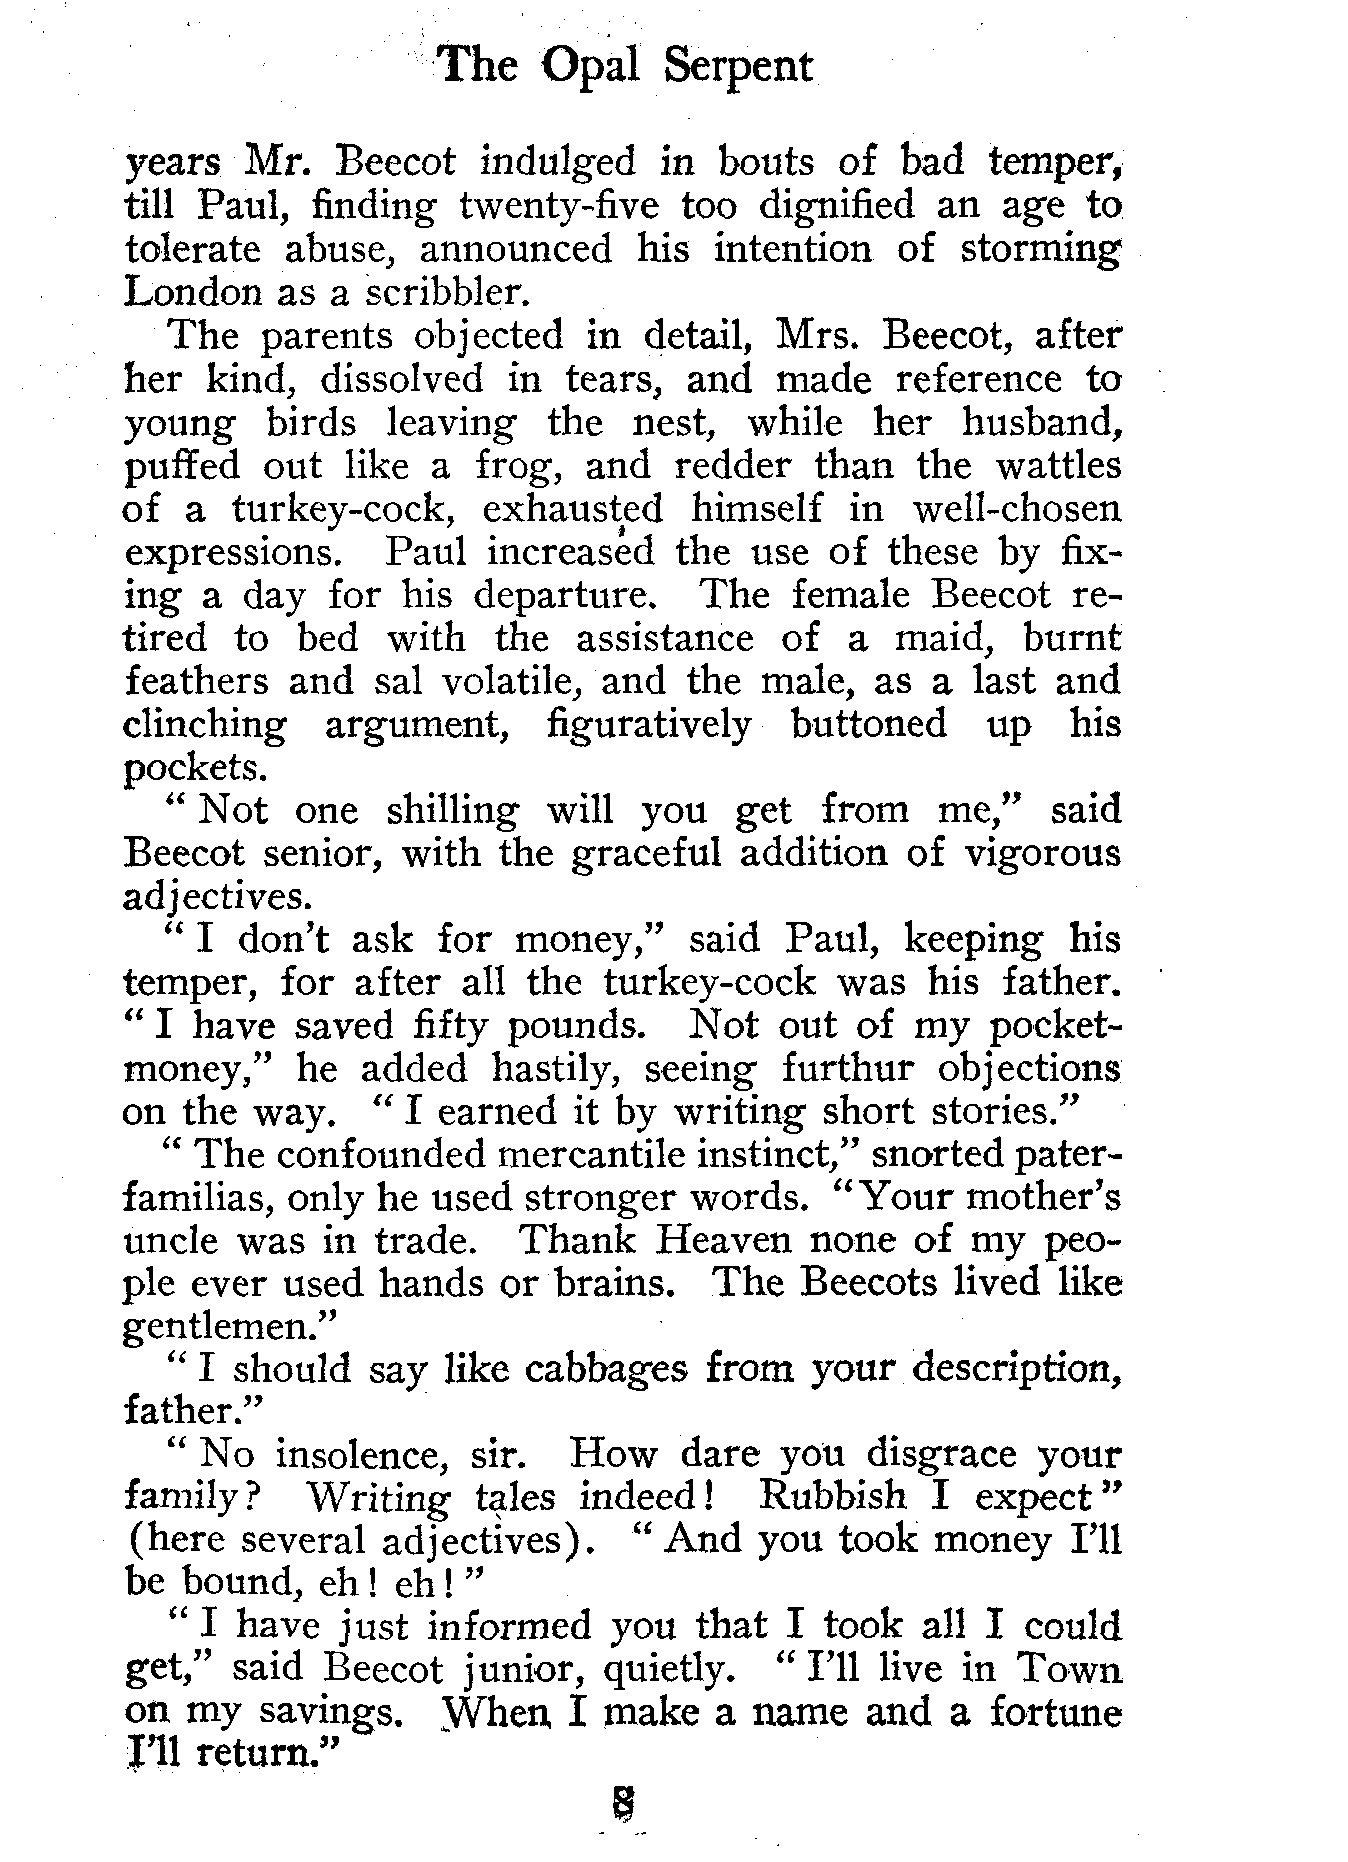 The Opal Serpent
years Mr. Beecot indulged in bouts of bad temper,
till Paul, finding twenty-five too dignified an age to
tolerate abuse, announced his intention of storming
London as a scribbler.
The parents objected in detail, Mrs. Beecot, after
her kind, dissolved in tears, and made reference to
young birds leaving the nest, while her husband,
puffed out like a frog, and redder than the wattles
of a turkey-cock, exhausted himself in well-chosen
expressions. Paul increased the use of these by fix-
ing a day for his departure. The female Beecot re-
tired to bed with the assistance of a maid, burnt
feathers and sal volatile, and the male, as a last and
clinching argument, figuratively buttoned up his
pockets.
" Not one shilling will you get from me," said
Beecot senior, with the graceful addition of vigorous
adjectives.
" I don't ask for money," said Paul, keeping his
temper, for after all the turkey-cock was his father.
" I have saved fifty pounds. Not out of my pocket-
money," he added hastily, seeing furthur objections
on the way. " I earned it by writing short stories."
" The confounded mercantile instinct," snorted pater-
familias, only he used stronger words. "Your mother's
uncle was in trade. Thank Heaven none of my peo-
ple ever used hands or brains. The Beecots lived like
gentlemen."
" I should say like cabbages from your description,
father."
" No insolence, sir. How dare you disgrace your
family? Writing tales indeed! Rubbish I expect"
(here several adjectives). " And you took money I'll
be bound, eh! eh!"
" I have just informed you that I took all I could
get," said Beecot junior, quietly. " I'll live in Town
on my savings. When I make a name and a fortune
I'll return."
8